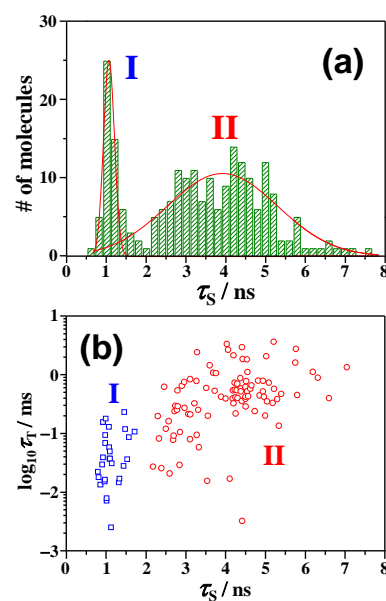 30
20
10
0
# of molecules
I
II
(a)
0 1 2 3 4 5 6 7 8
τS / ns
1
0
−1
−2
−3
log10 τT / ms
(b)
I
II
0 1 2 3 4 5 6 7 8
τS / ns